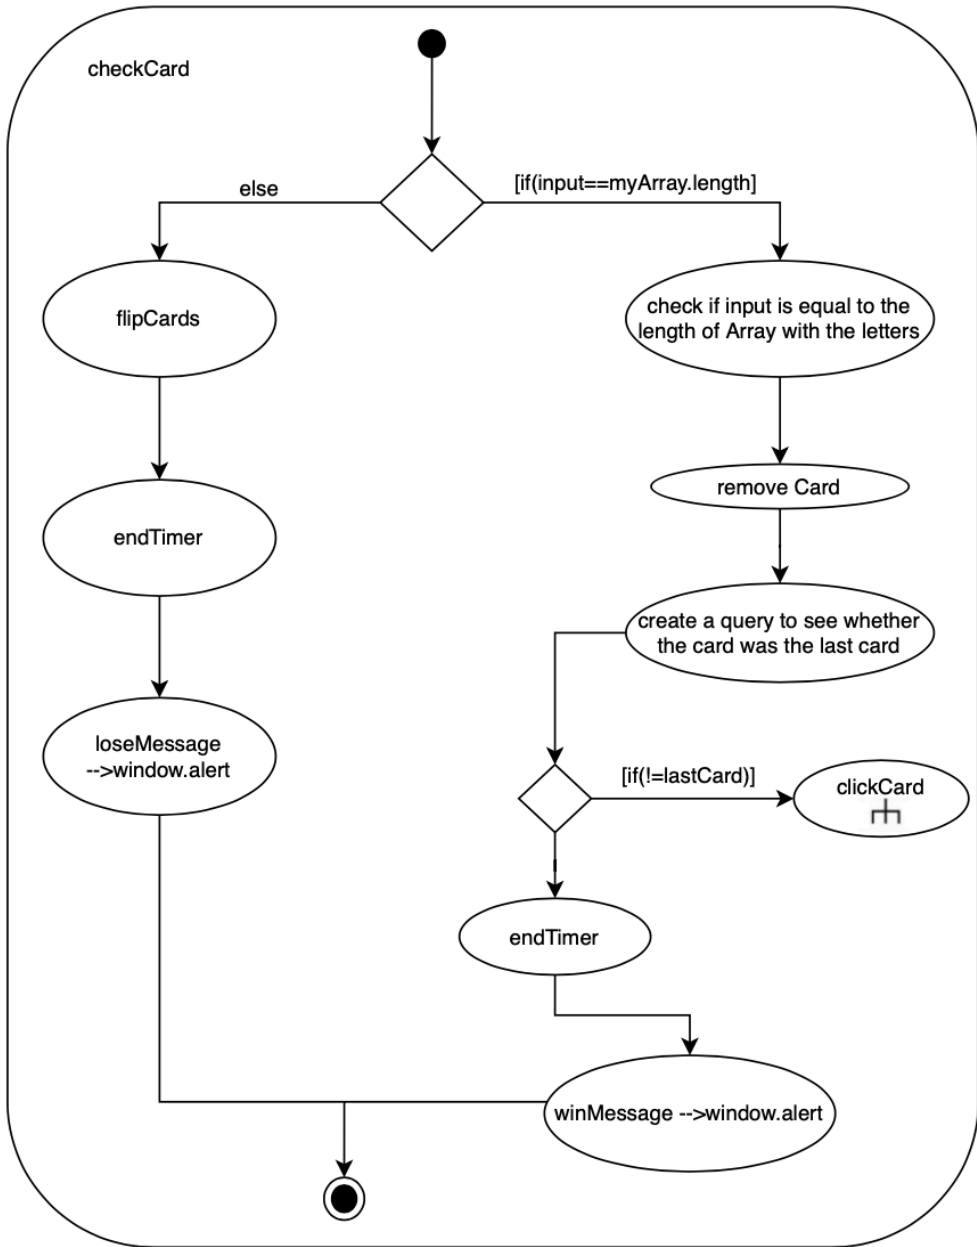 checkCard
else
[if(input==myArray.length]
flipCards
check if input is equal to the
length of Array with the letters
remove Card
endTimer
create a query to see whether
the card was the last card
loseMessage
-->window.alert
[if(!=lastCard)]
clickCard
endTimer
winMessage -->window.alert